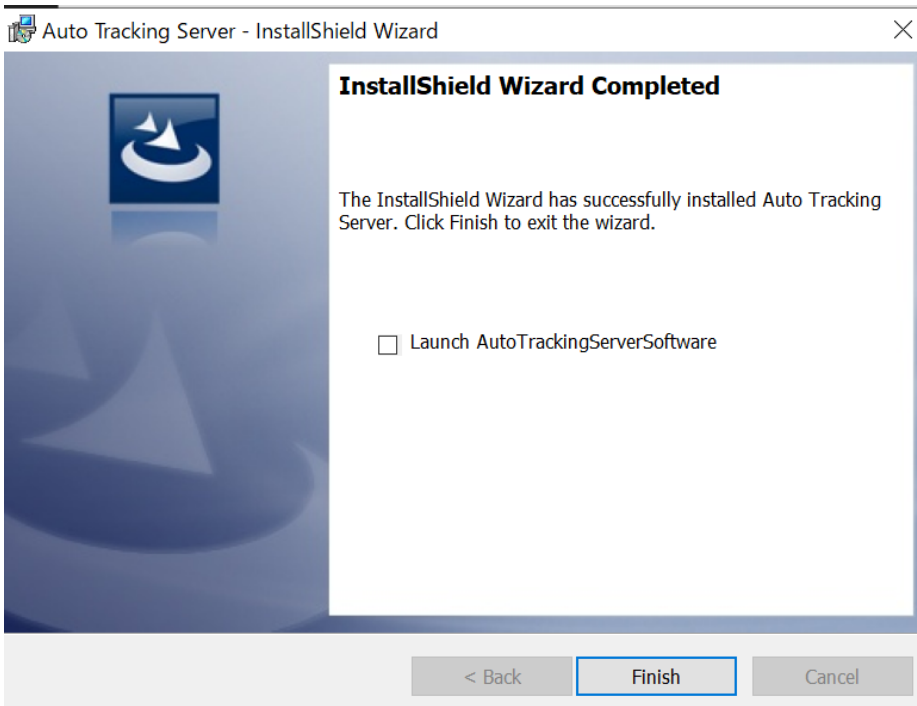 Auto Tracking Server - InstallShield Wizard
InstallShield Wizard Completed
The InstallShield Wizard has successfully installed Auto Tracking
Server. Click Finish to exit the wizard.
Launch AutoTrackingServerSoftware
< Back
Finish
Cancel